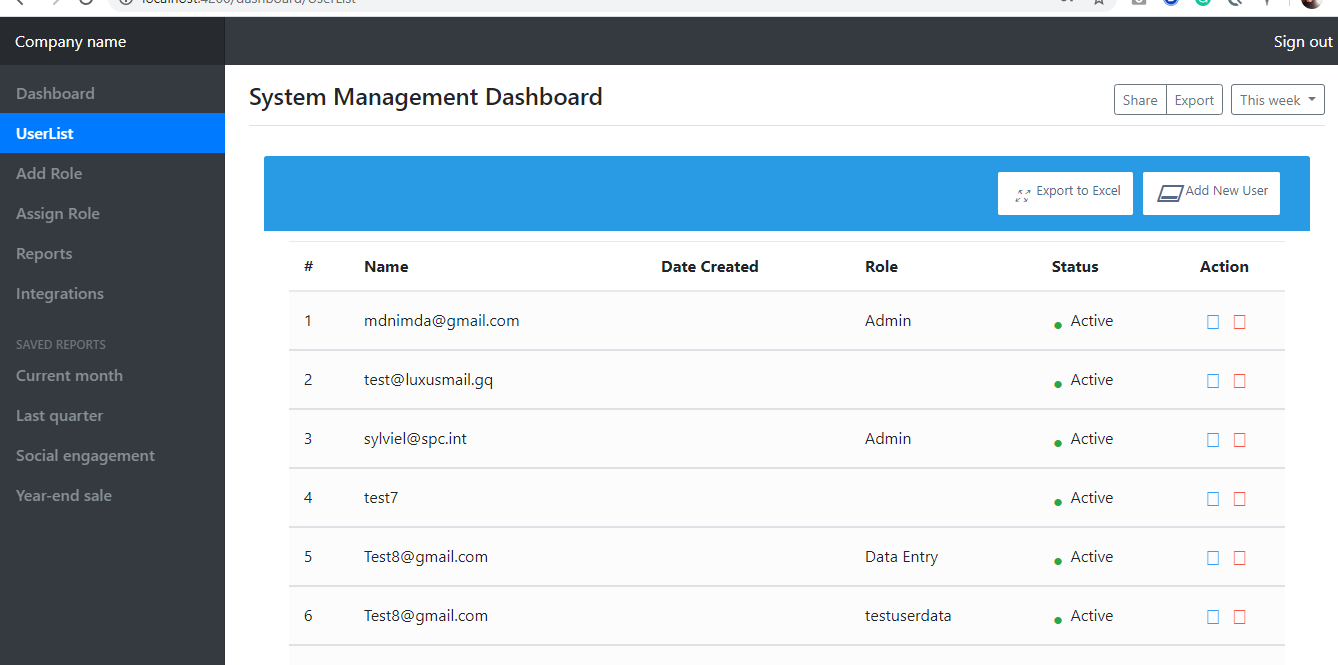 localhost:4200/dashboard/UserList
Company name
Sign out
Dashboard
UserList
Add Role
Assign Role
Reports
Integrations
SAVED REPORTS
Current month
Last quarter
Social engagement
Year-end sale
System Management Dashboard
Share Export This week
Export to Excel Add New User
# Name Date Created Role Status Action
1 mdnimda@gmail.com Admin Active
2 test@luxusmail.gq Active
3 sylviel@spc.int Admin Active
4 test7 Active
5 Test8@gmail.com Data Entry Active
6 Test8@gmail.com testuserdata Active